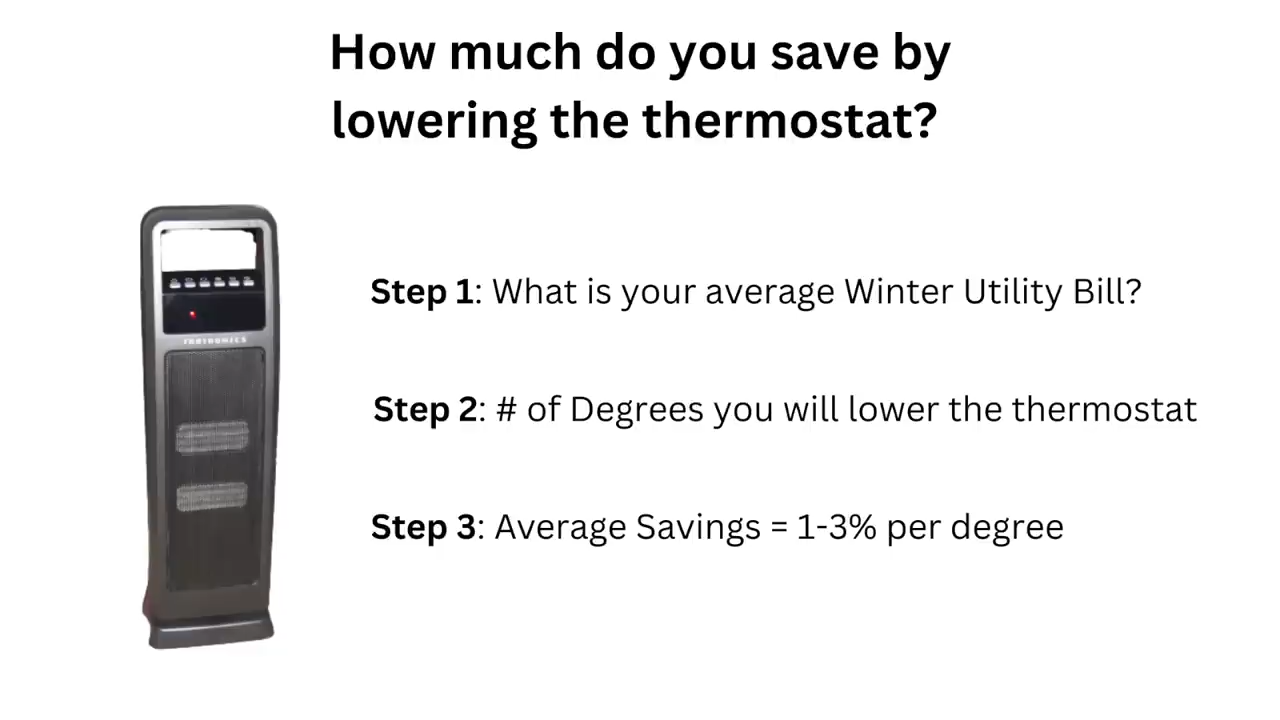 How much do you save by
lowering the thermostat?
Step 1: What is your average Winter Utility Bill?
Step 2: # of Degrees you will lower the thermostat
Step 3: Average Savings = 1-3% per degree